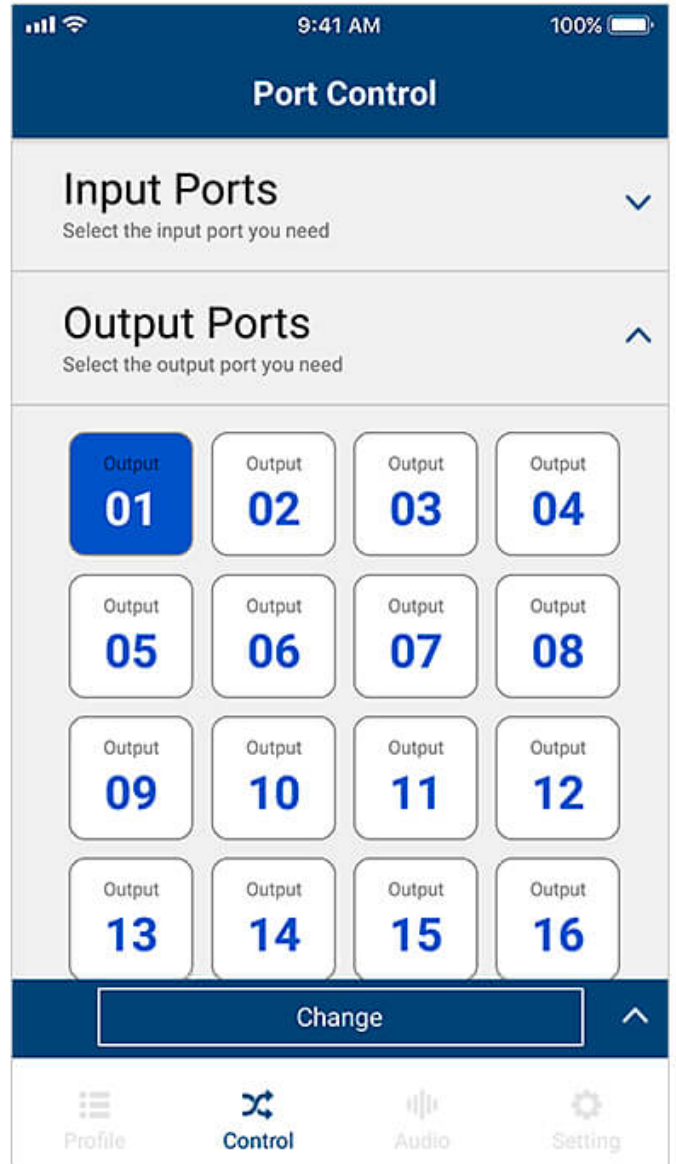 9:41 AM 100%
Port Control
Input Ports
Select the input port you need
Output Ports
Select the output port you need
Output Output Output Output
01 02 03 04
Output Output Output Output
05 06 07 08
Output Output Output Output
09 10 11 12
Output Output Output Output
13 14 15 16
Change
Profile Control Audio Setting